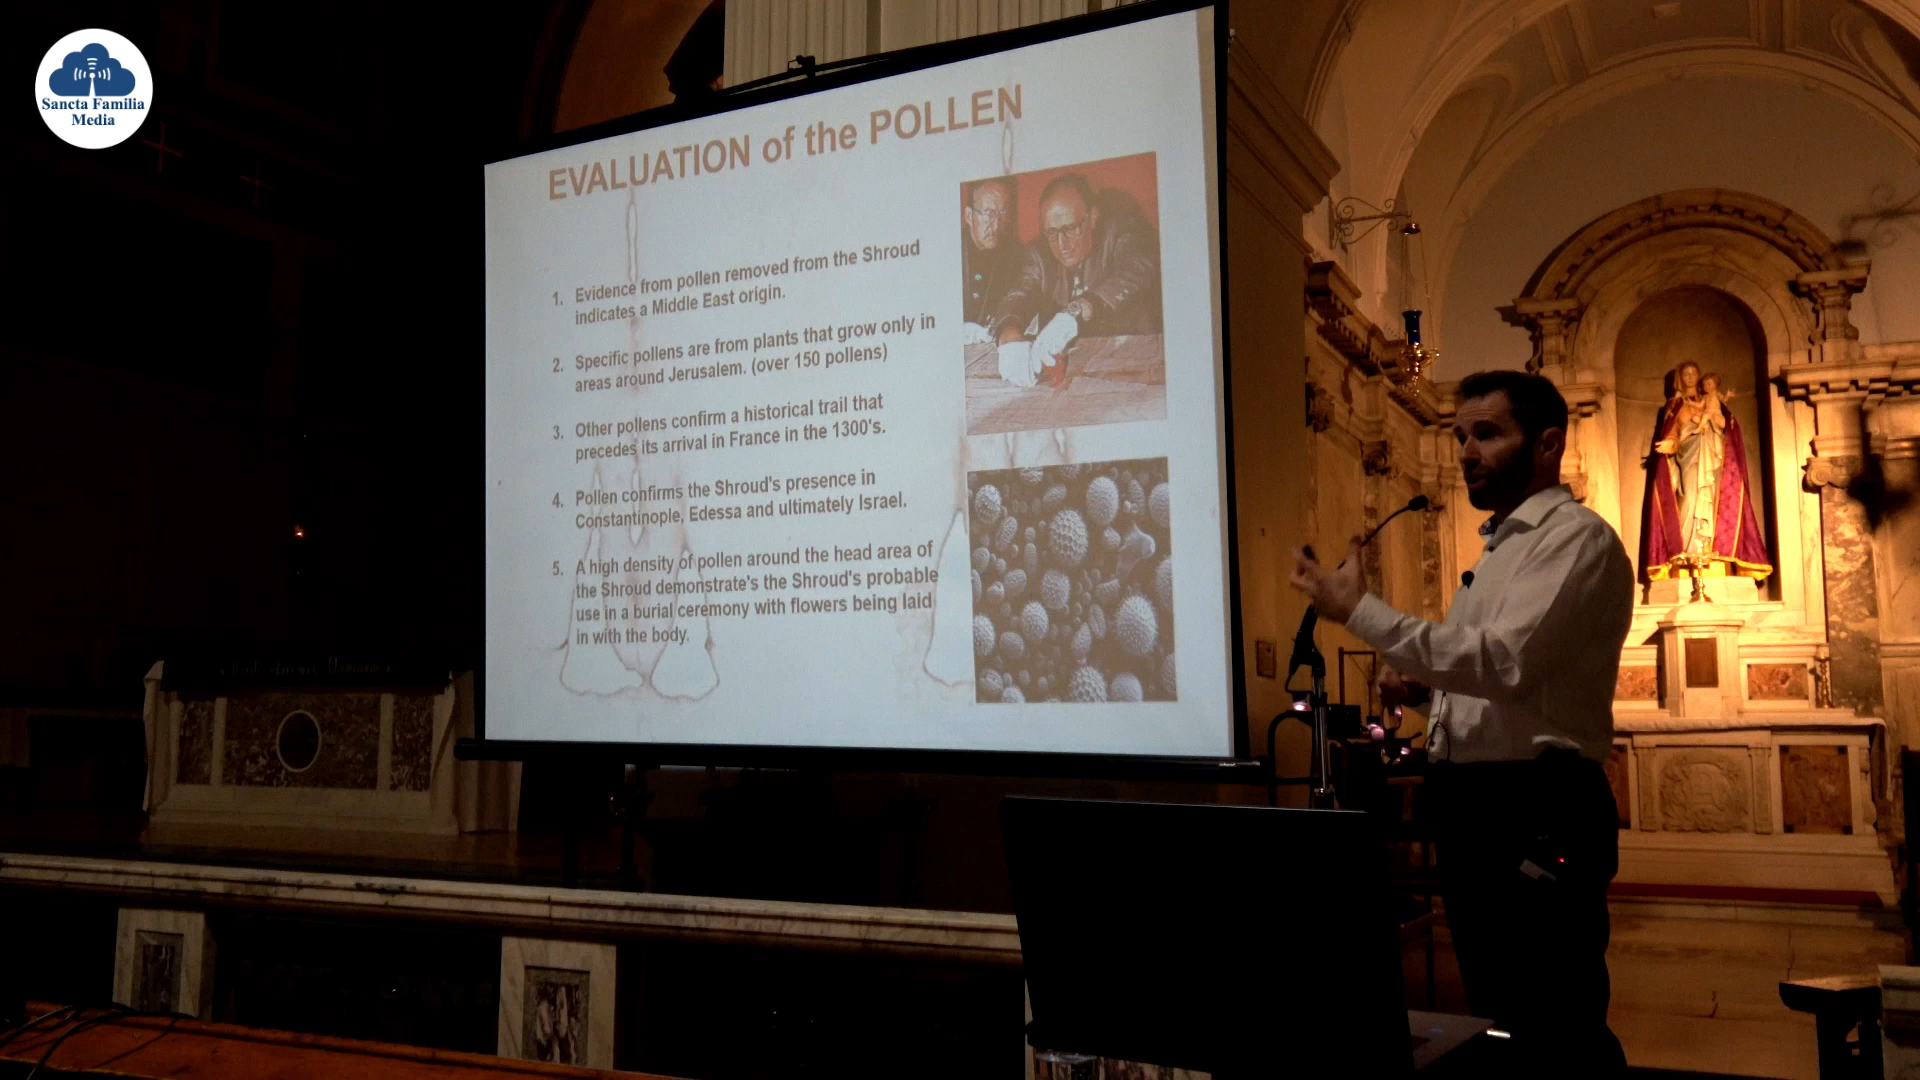 Sancta Familia
Media
EVALUATION of the POLLEN
1. Evidence from pollen removed from the Shroud
indicates a Middle East origin.
2. Specific pollens are from plants that grow only in
areas around Jerusalem. (over 150 pollens)
3. Other pollens confirm a historical trail that
precedes its arrival in France in the 1300's.
4. Pollen confirms the Shroud's presence in
Constantinople, Edessa and ultimately Israel.
5. A high density of pollen around the head area of
the Shroud demonstrate's the Shroud's probable
use in a burial ceremony with flowers being laid
in with the body.